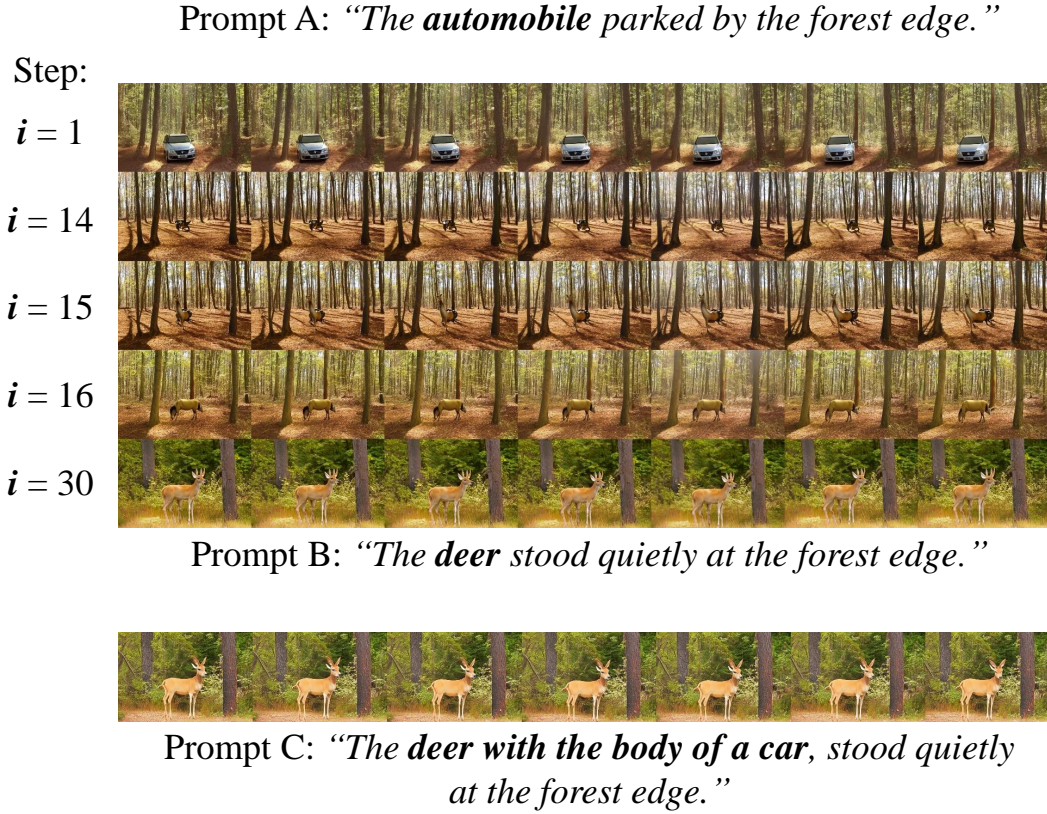 Prompt A: “The automobile parked by the forest edge.”
Step:
i = 1
i = 14
i = 15
i = 16
i = 30
Prompt B: “The deer stood quietly at the forest edge.”
Prompt C: “The deer with the body of a car, stood quietly
at the forest edge.”